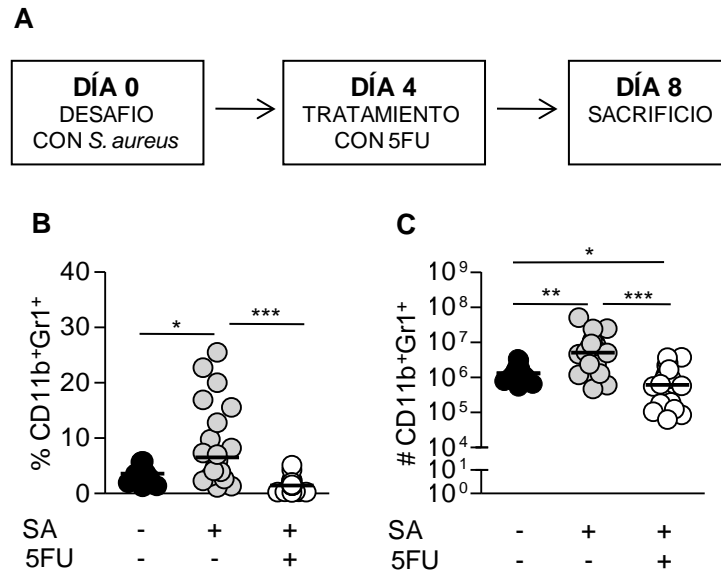 A
DÍA 0
DESAFIO
CON S. aureus
DÍA 4
TRATAMIENTO
CON 5FU
DÍA 8
SACRIFICIO
B
% CD11b⁺Gr1⁺
40
30
20
10
0
* ***
SA - + +
5FU - - +
C
# CD11b⁺Gr1⁺
10⁹
10⁸
10⁷
10⁶
10⁵
10⁴
10¹
10⁰
*
** ***
SA - + +
5FU - - +